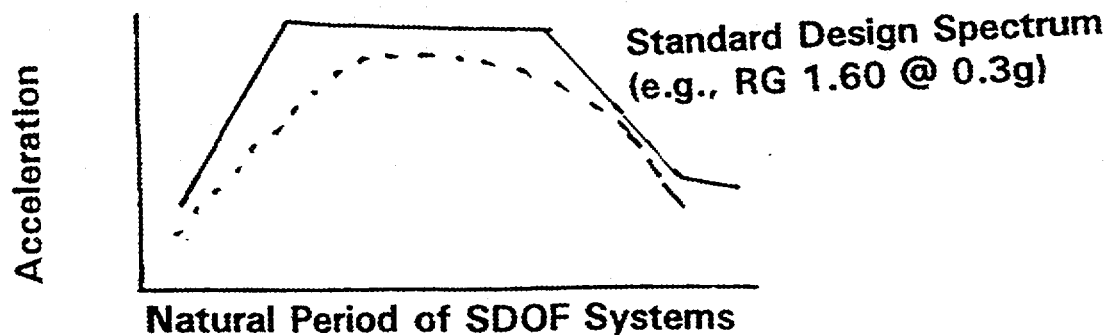 Standard Design Spectrum
(e.g., RG 1.60 @ 0.3g)
Acceleration
Natural Period of SDOF Systems